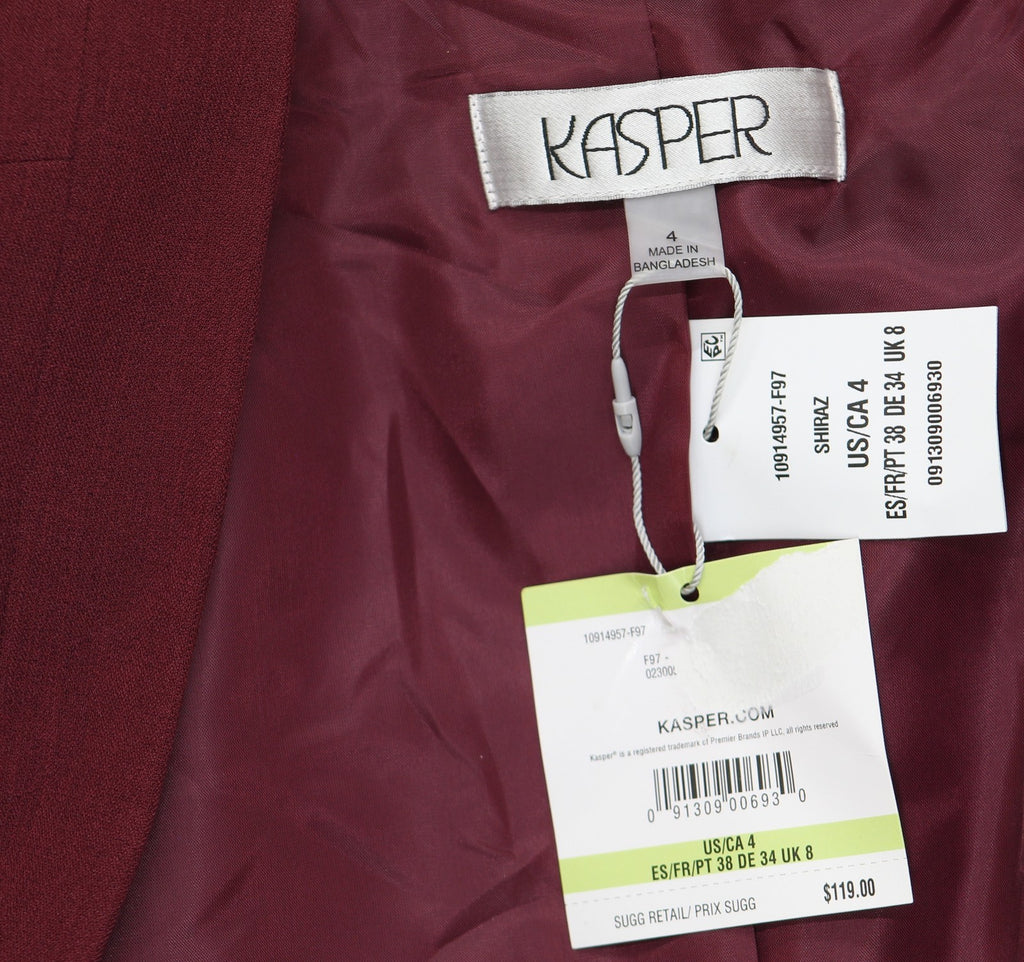 KASPER
4
MADE IN
BANGLADESH
10914957-F97
SHIRAZ
US/CA 4
ES/FR/PT 38 DE 34 UK 8
091309006930
10914957-F97
F97 -
KASPER.COM
Kasper® is a registered trademark of Premier Brands IP LLC, all rights reserved
0 91309 00693 0
US/CA 4
ES/FR/PT 38 DE 34 UK 8
$119.00
SUGG RETAIL/ PRIX SUGG